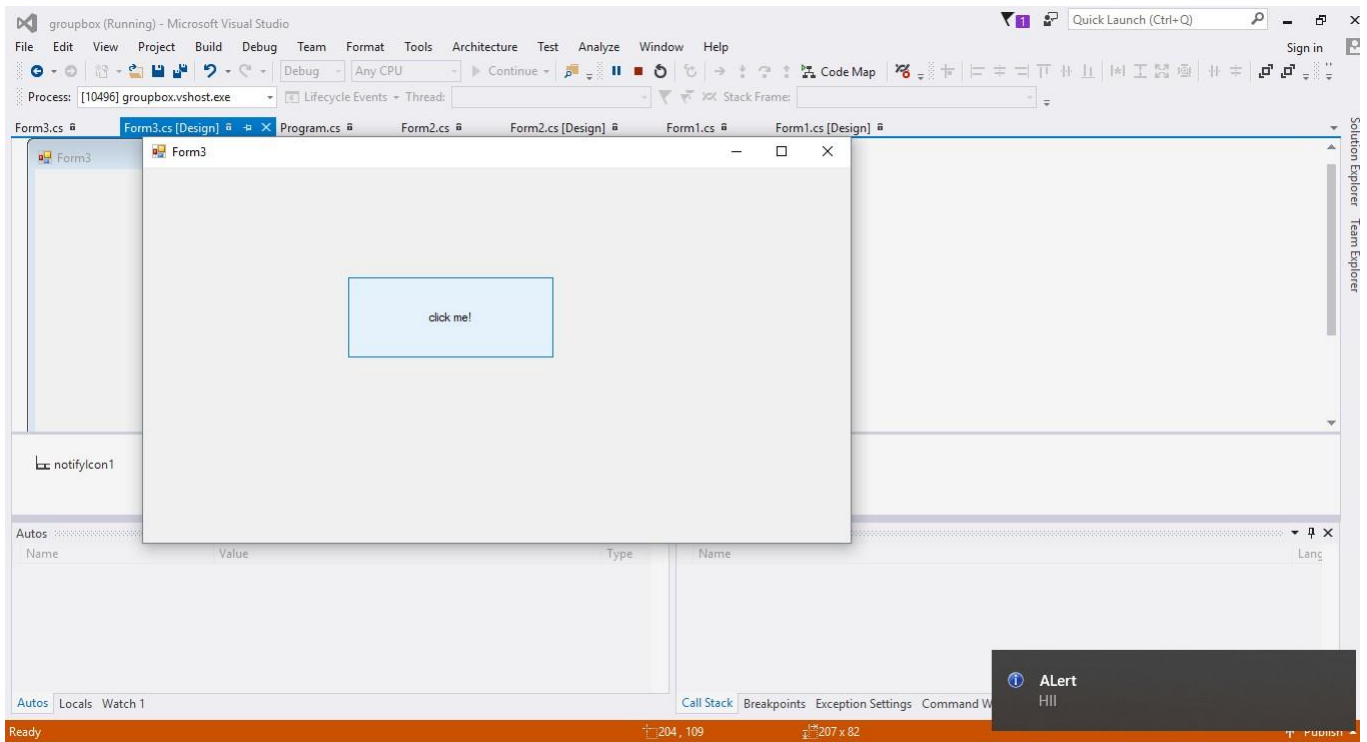 groupbox (Running) - Microsoft Visual Studio
1
Quick Launch (Ctrl+Q)
File Edit View Project Build Debug Team Format Tools Architecture Test Analyze Window Help
Sign in
Debug Any CPU Continue Code Map
Process: [10496] groupbox.vshost.exe Lifecycle Events Thread: Stack Frame:
Form3.cs Form3.cs [Design] Program.cs Form2.cs Form2.cs [Design] Form1.cs Form1.cs [Design]
Solution Explorer
Team Explorer
Form3
Form3
click me!
notifyIcon1
Autos
Name Value Type
Name Lang
Autos Locals Watch 1
Call Stack Breakpoints Exception Settings Command W
ALert
HII
Ready
204 , 109
207 x 82
Publish